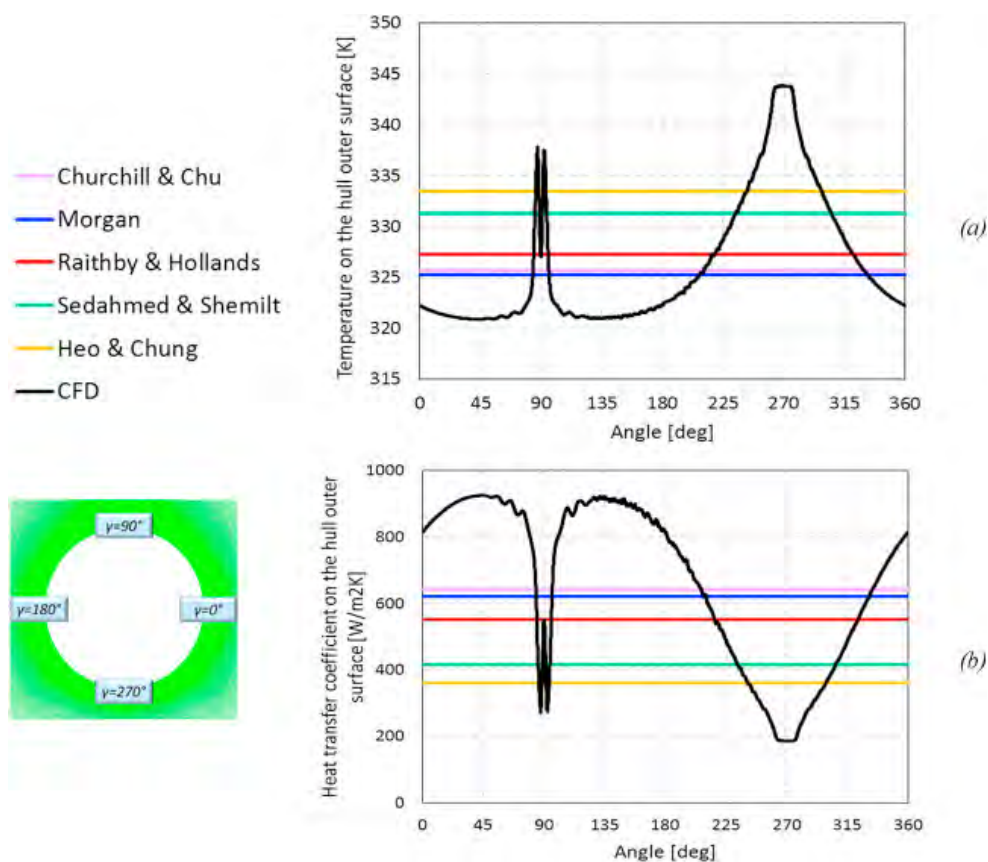 Churchill & Chu
Morgan
Raithby & Hollands
Sedahmed & Shemilt
Heo & Chung
CFD
Temperature on the hull outer surface [K]
350
345
340
335
330
325
320
315
0 45 90 135 180 225 270 315 360
Angle [deg]
(a)
γ=90°
γ=180°
γ=0°
γ=270°
Heat transfer coefficient on the hull outer
surface [W/m2K]
1000
800
600
400
200
0
0 45 90 135 180 225 270 315 360
Angle [deg]
(b)